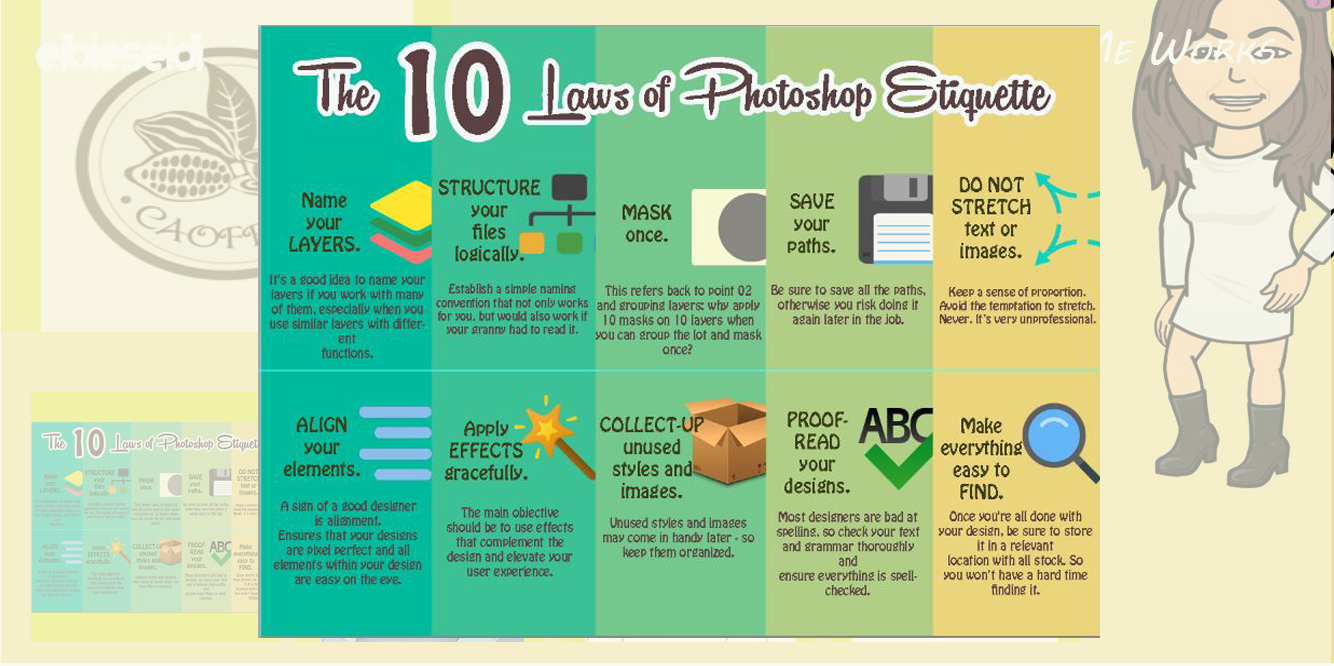 eibieseidi
Me Works
The 10 Laws of Photoshop Etiquette
Name
your
LAYERS.
It's a good idea to name your
layers if you work with many
of them, especially when you
use similar layers with differ-
ent
functions.
STRUCTURE
your
files
logically.
Establish a simple naming
convention that not only works
for you, but would also work if
your granny had to read it.
MASK
once.
This refers back to point 02
and grouping layers; why apply
10 masks on 10 layers when
you can group the lot and mask
once?
SAVE
your
paths.
Be sure to save all the paths,
otherwise you risk doing it
again later in the job.
DO NOT
STRETCH
text or
images.
Keep a sense of proportion.
Avoid the temptation to stretch.
Never. It's very unprofessional.
ALIGN
your
elements.
A sign of a good designer
is alignment.
Ensures that your designs
are pixel perfect and all
elements within your design
are easy on the eye.
Apply
EFFECTS
gracefully.
The main objective
should be to use effects
that complement the
design and elevate your
user experience.
COLLECT-UP
unused
styles and
images.
Unused styles and images
may come in handy later - so
keep them organized.
PROOF-
READ
your
designs.
ABC
Most designers are bad at
spelling, so check your text
and grammar thoroughly
and
ensure everything is spell-
checked.
Make
everything
easy to
FIND.
Once you're all done with
your design, be sure to store
it in a relevant
location with all stock. So
you won't have a hard time
finding it.
The 10 Laws of Photoshop